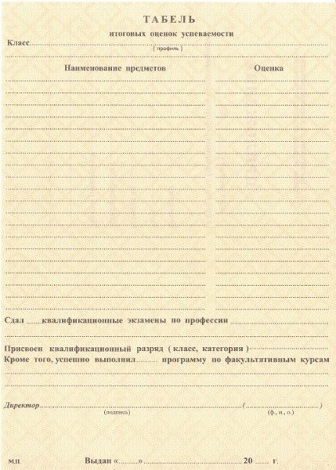 ТАБЕЛЬ
итоговых оценок успеваемости
Класс
(профиль)
Наименование предметов Оценка
Сдал квалификационные экзамены по профессии
Присвоен квалификационный разряд (класс, категория)
Кроме того, успешно выполнил программу по факультативным курсам
Директор ( )
(подпись) (ф., и., о.)
М.П. Выдан « » 20 г.